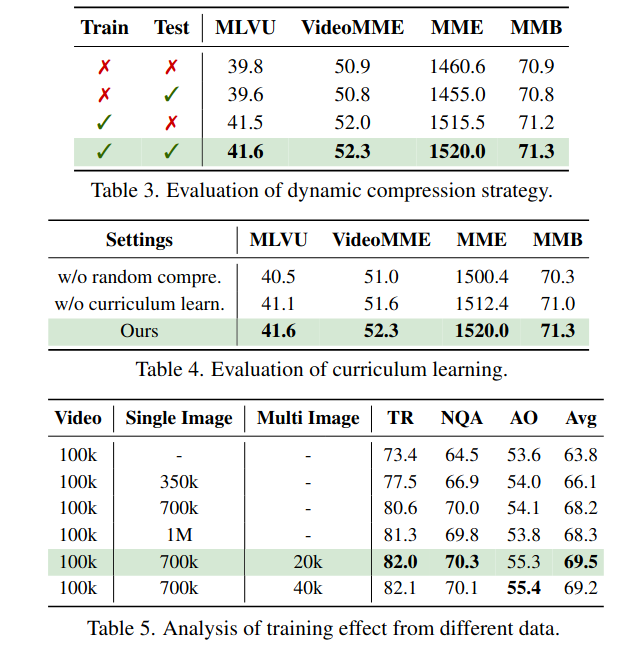 Train Test MLVU VideoMME MME MMB
✗ ✗ 39.8 50.9 1460.6 70.9
✗ ✓ 39.6 50.8 1455.0 70.8
✓ ✗ 41.5 52.0 1515.5 71.2
✓ ✓ 41.6 52.3 1520.0 71.3
Table 3. Evaluation of dynamic compression strategy.
Settings MLVU VideoMME MME MMB
w/o random compre. 40.5 51.0 1500.4 70.3
w/o curriculum learn. 41.1 51.6 1512.4 71.0
Ours 41.6 52.3 1520.0 71.3
Table 4. Evaluation of curriculum learning.
Video Single Image Multi Image TR NQA AO Avg
100k - - 73.4 64.5 53.6 63.8
100k 350k - 77.5 66.9 54.0 66.1
100k 700k - 80.6 70.0 54.1 68.2
100k 1M - 81.3 69.8 53.8 68.3
100k 700k 20k 82.0 70.3 55.3 69.5
100k 700k 40k 82.1 70.1 55.4 69.2
Table 5. Analysis of training effect from different data.